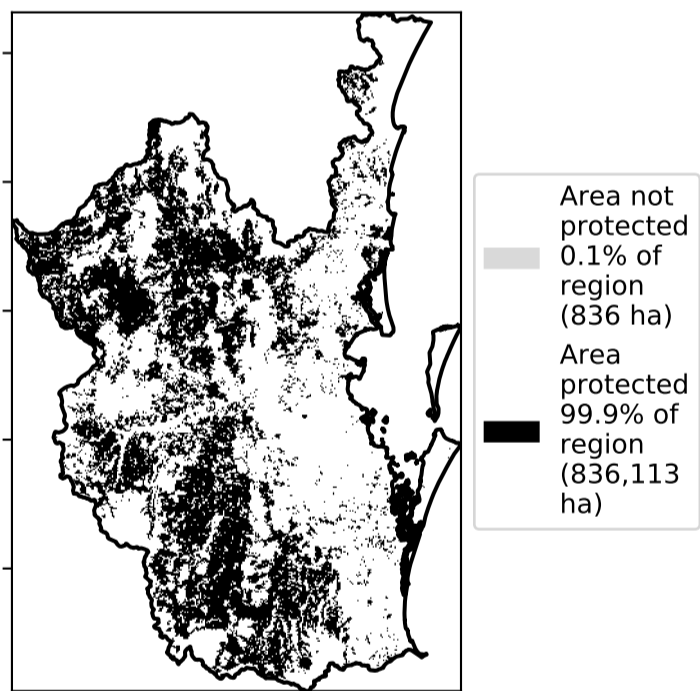 Area not
protected
0.1% of
region
(836 ha)
Area
protected
99.9% of
region
(836,113
ha)